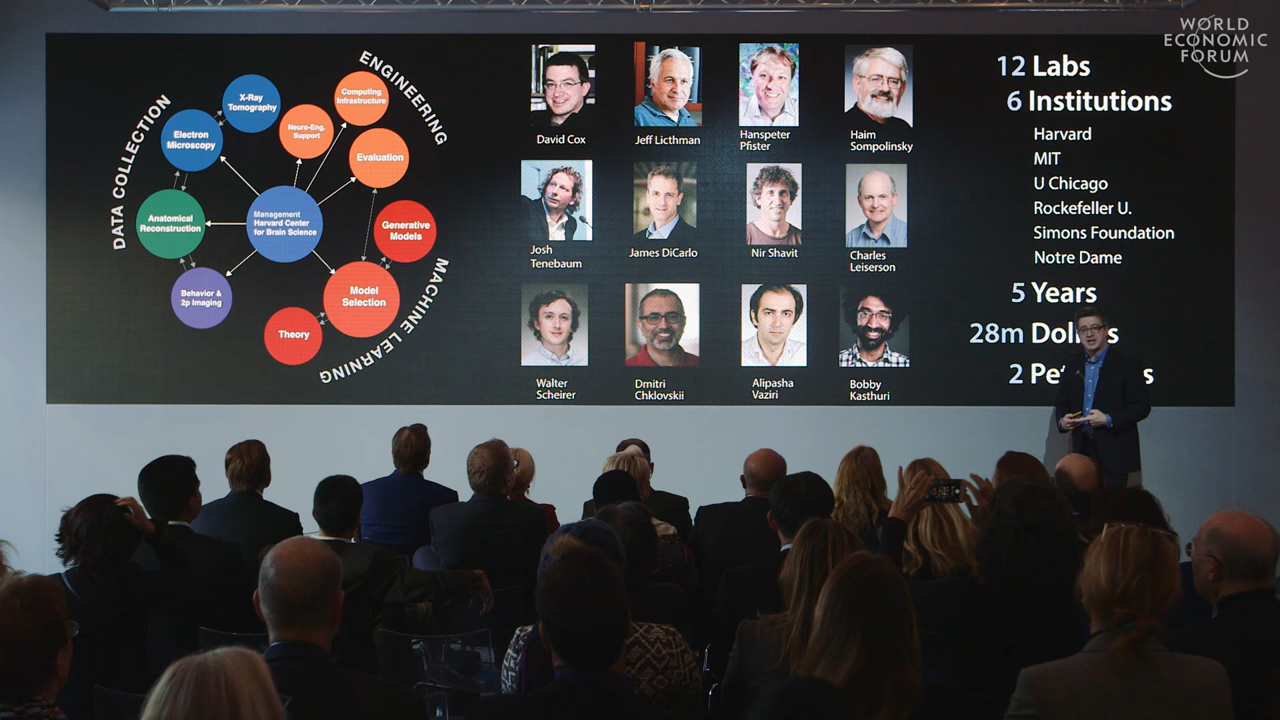 WORLD
ECONOMIC
FORUM
DATA COLLECTION
ENGINEERING
MACHINE LEARNING
X-Ray
Tomography
Computing
Infrastructure
Electron
Microscopy
Neuro-Eng.
Support
Evaluation
Anatomical
Reconstruction
Management
Harvard Center
for Brain Science
Generative
Models
Behavior &
2p Imaging
Model
Selection
Theory
David Cox
Jeff Licthman
Hanspeter
Pfister
Haim
Sompolinsky
Josh
Tenebaum
James DiCarlo
Nir Shavit
Charles
Leiserson
Walter
Scheirer
Dmitri
Chklovskii
Alipasha
Vaziri
Bobby
Kasthuri
12 Labs
6 Institutions
Harvard
MIT
U Chicago
Rockefeller U.
Simons Foundation
Notre Dame
5 Years
28m
2